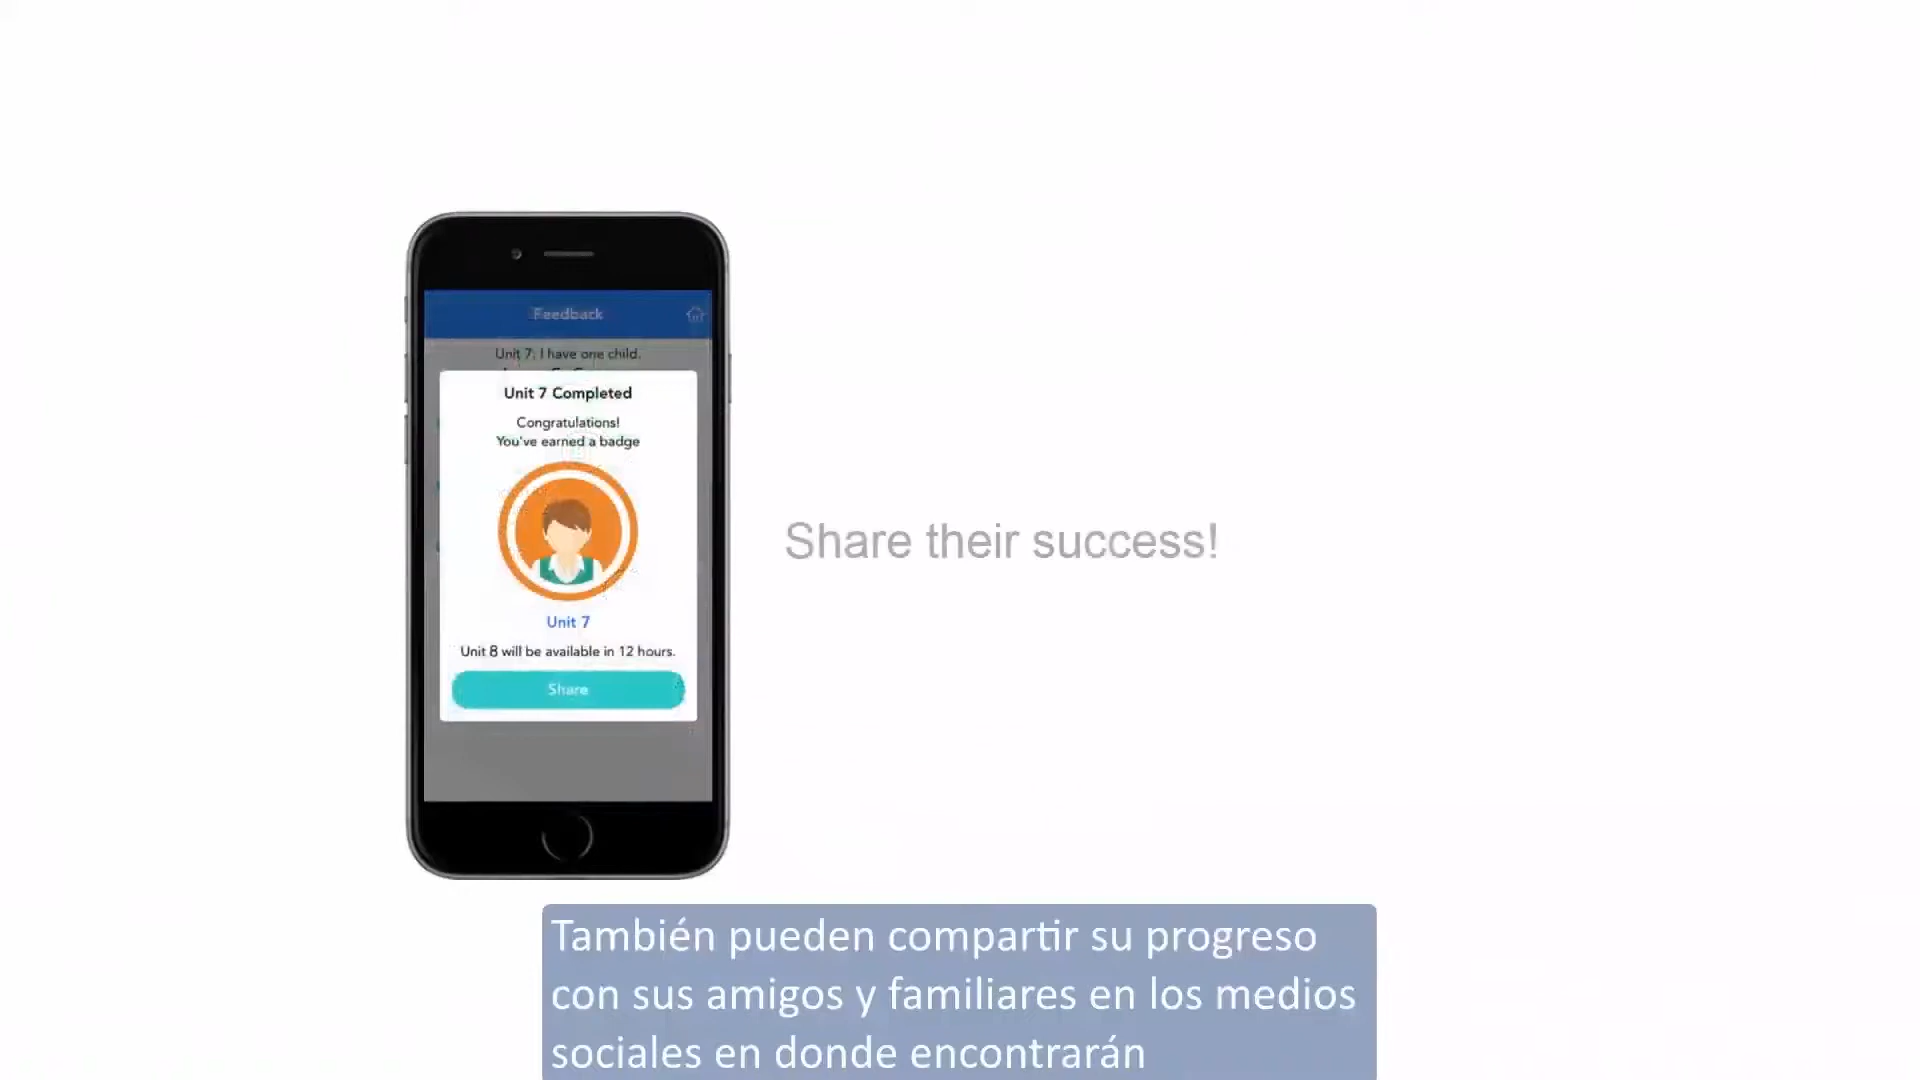 Feedback
Unit 7: I have one child.
Unit 7 Completed
Congratulations!
You've earned a badge
Unit 7
Unit 8 will be available in 12 hours.
Share
Share their success!
También pueden compartir su progreso
con sus amigos y familiares en los medios
sociales en donde encontrarán